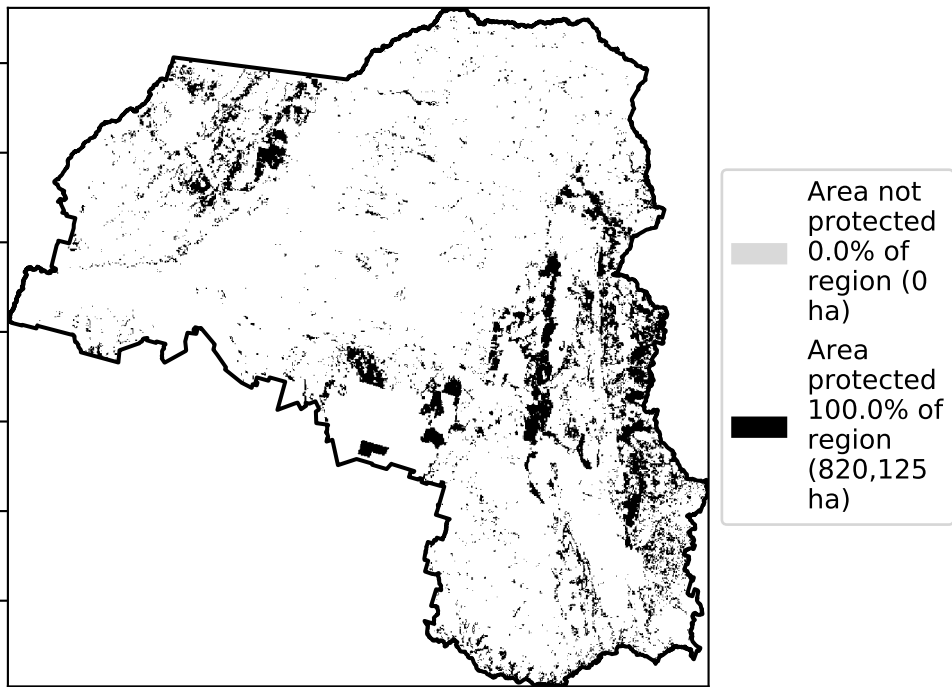 Area not
protected
0.0% of
region (0
ha)
Area
protected
100.0% of
region
(820,125
ha)